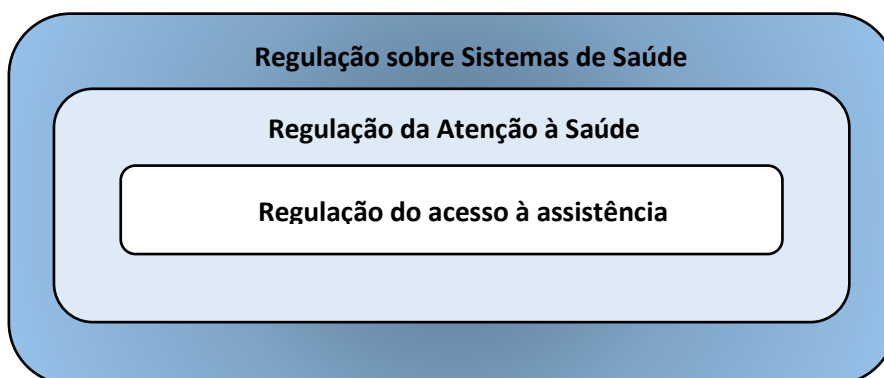 Regulação sobre Sistemas de Saúde
Regulação da Atenção à Saúde
Regulação do acesso à assistência